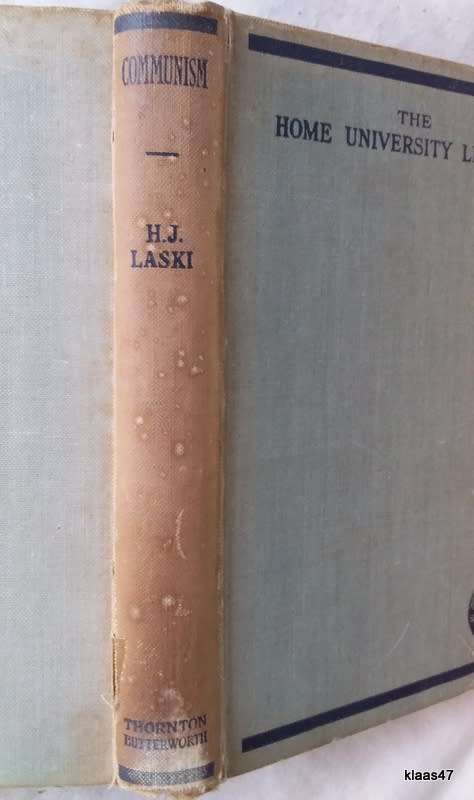 COMMUNISM
H.J.
LASKI
THORNTON
BUTTERWORTH
THE
HOME UNIVERSITY L
klaas47